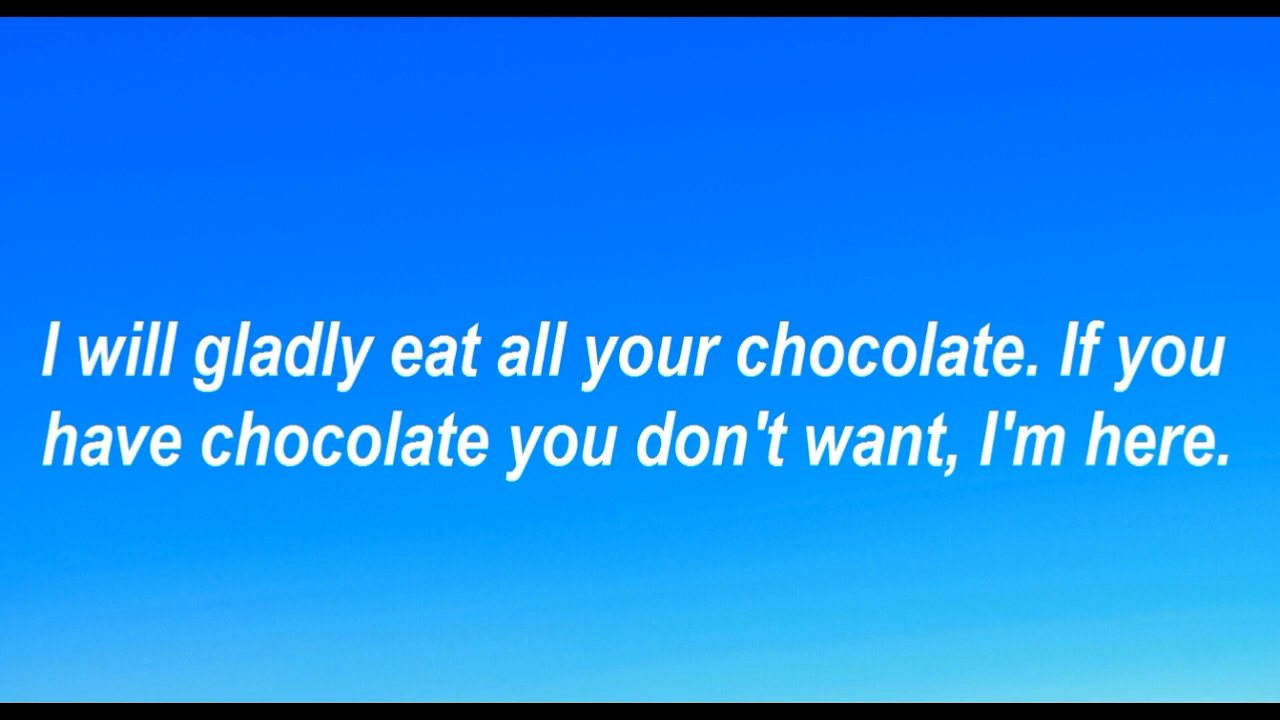 I will gladly eat all your chocolate. If you
have chocolate you don't want, I'm here.